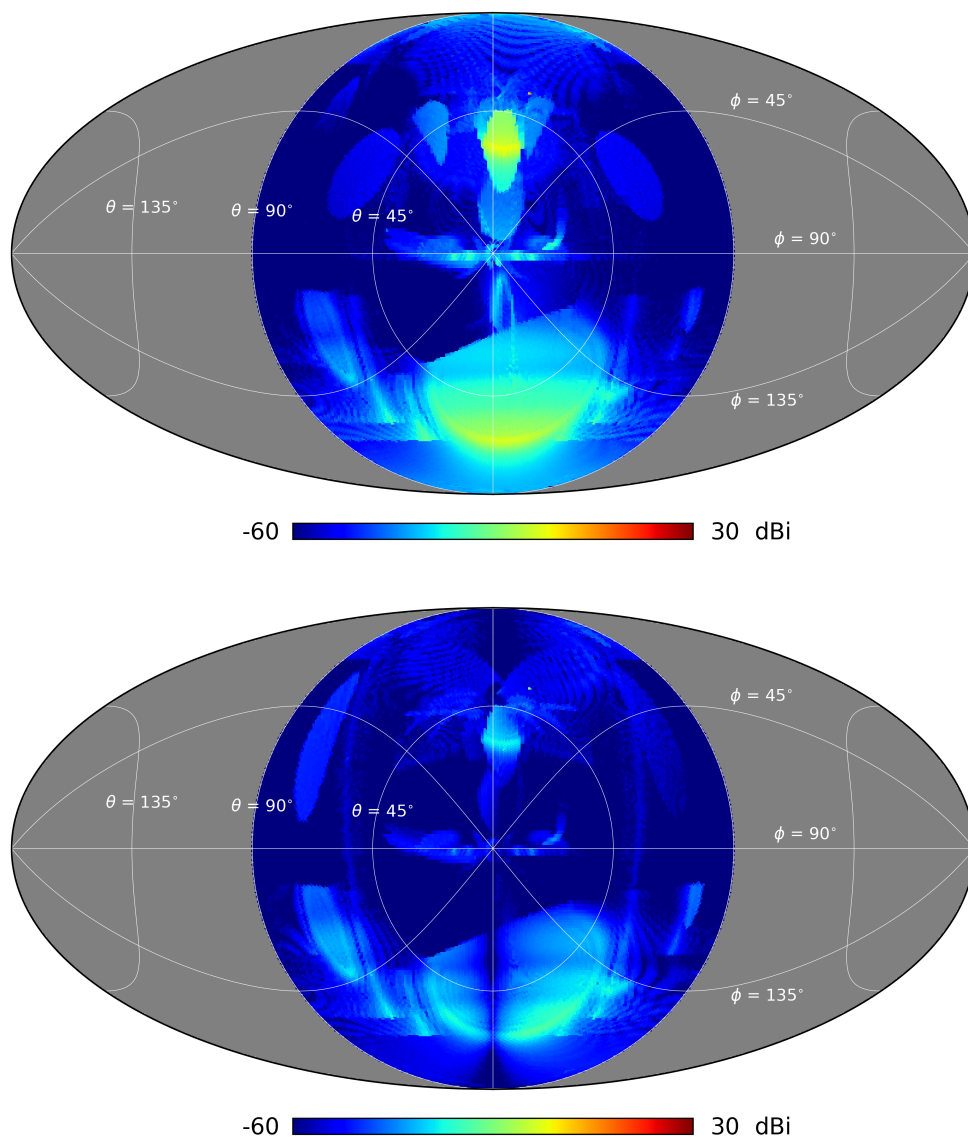 ϕ = 45°
θ = 135°
θ = 90°
θ = 45°
ϕ = 90°
ϕ = 135°
-60 30 dBi
ϕ = 45°
θ = 135°
θ = 90°
θ = 45°
ϕ = 90°
ϕ = 135°
-60 30 dBi